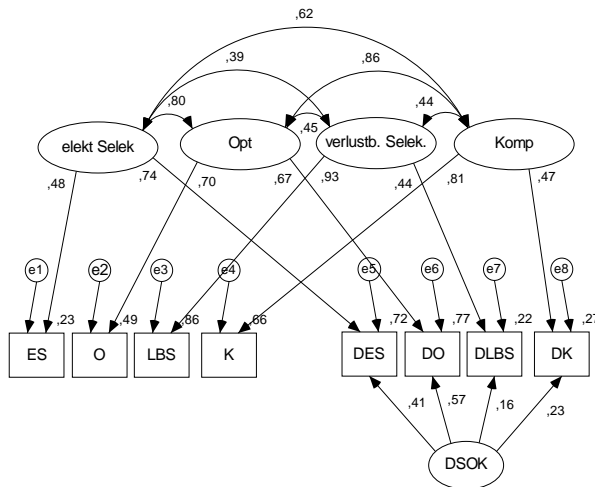 ,62
,39
,86
,80
,45
,44
elekt Selek
Opt
verlustb. Selek.
Komp
,48
,74
,70
,67
,93
,44
,81
,47
e1
e2
e3
e4
e5
e6
e7
e8
,23
,49
,86
,66
,72
,77
,22
,27
ES
O
LBS
K
DES
DO
DLBS
DK
,41
,57
,16
,23
DSOK